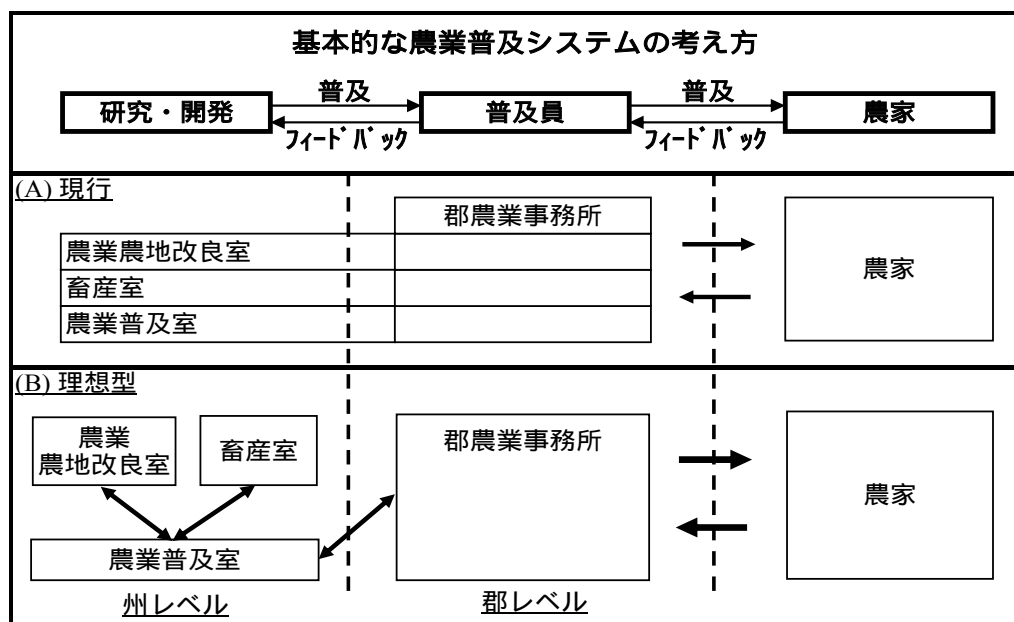 基本的な農業普及システムの考え方
普及 普及
研究・開発 普及員 農家
フィードバック フィードバック
(A) 現行
郡農業事務所
農業農地改良室
畜産室
農業普及室
農家
(B) 理想型
農業
農地改良室
畜産室
農業普及室
郡農業事務所
農家
州レベル 郡レベル